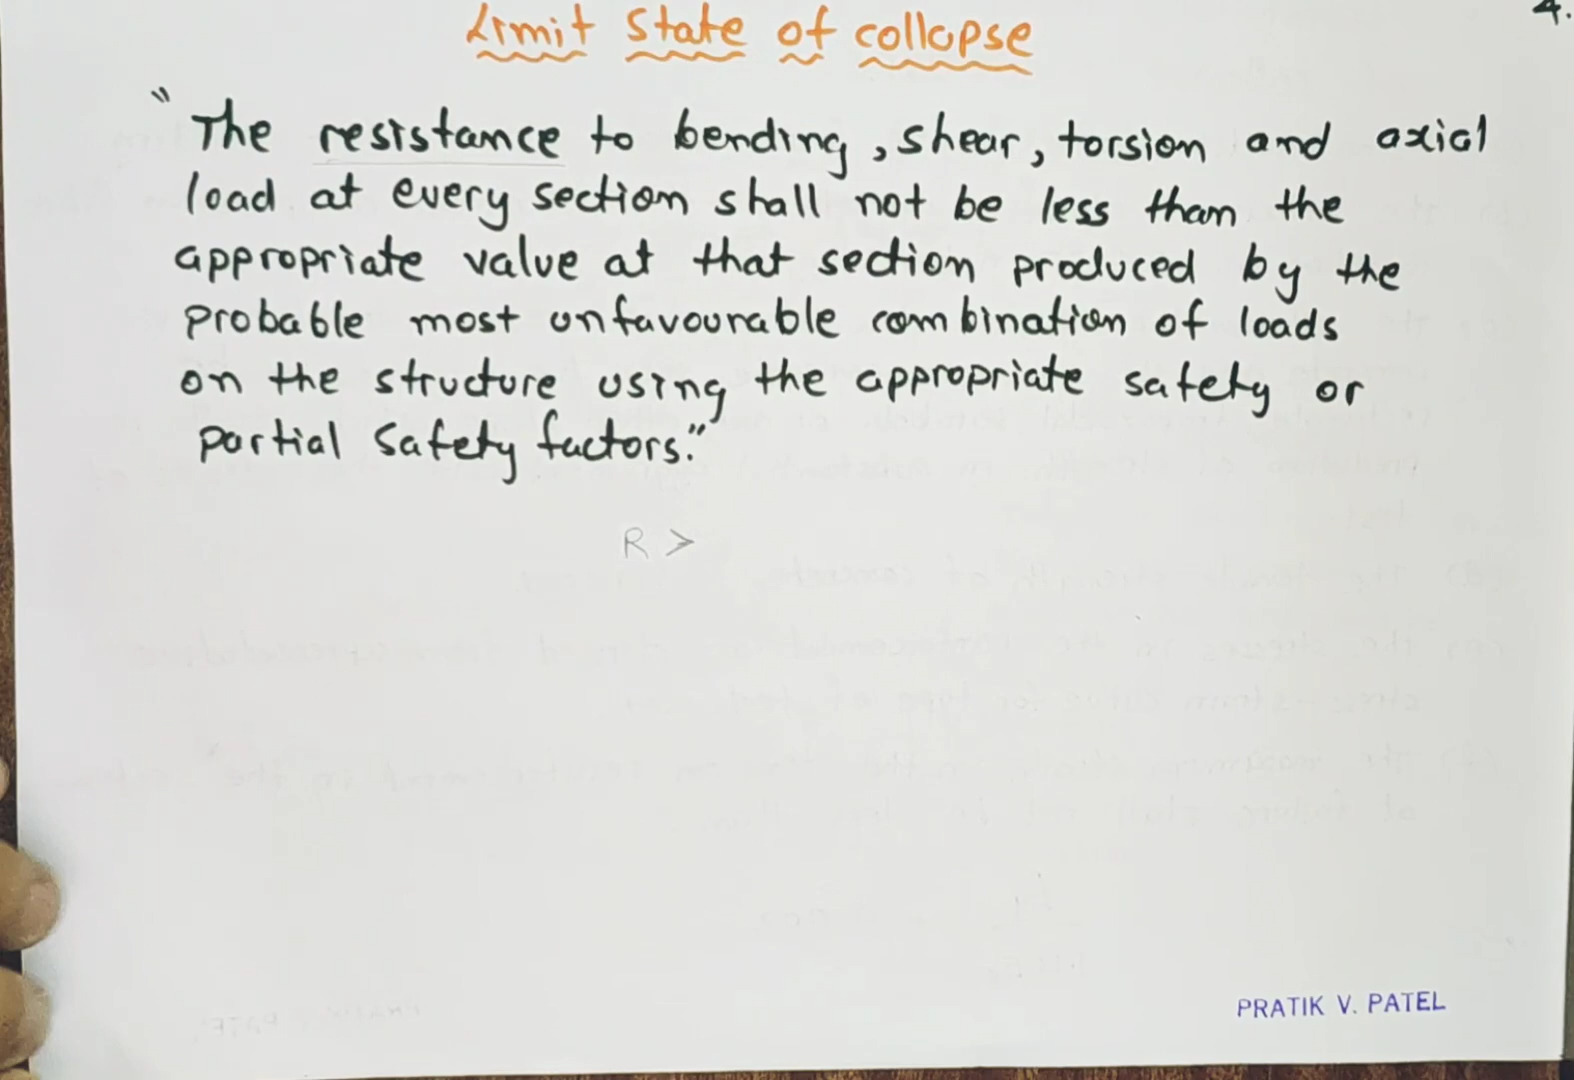 4.
Limit state of collapse
"The resistance to bending, shear, torsion and axial
load at every section shall not be less than the
appropriate value at that section produced by the
probable most unfavourable combination of loads
on the structure using the appropriate safety or
partial safety factors."
R >
PRATIK V. PATEL